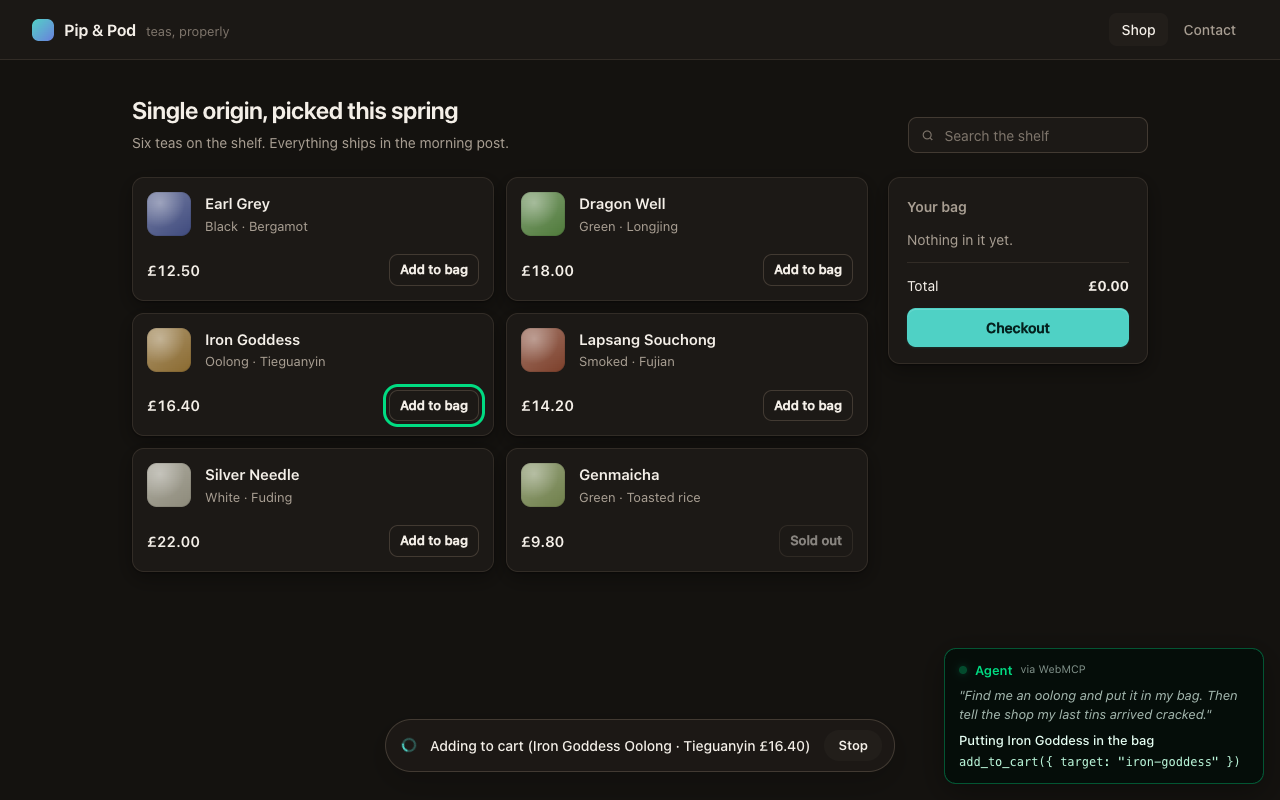 Pip & Pod teas, properly
Shop
Contact
Single origin, picked this spring
Six teas on the shelf. Everything ships in the morning post.
Search the shelf
Earl Grey
Black · Bergamot
£12.50
Add to bag
Dragon Well
Green · Longjing
£18.00
Add to bag
Iron Goddess
Oolong · Tieguanyin
£16.40
Add to bag
Lapsang Souchong
Smoked · Fujian
£14.20
Add to bag
Silver Needle
White · Fuding
£22.00
Add to bag
Genmaicha
Green · Toasted rice
£9.80
Sold out
Your bag
Nothing in it yet.
Total £0.00
Checkout
Adding to cart (Iron Goddess Oolong · Tieguanyin £16.40) Stop
Agent via WebMCP
"Find me an oolong and put it in my bag. Then
tell the shop my last tins arrived cracked."
Putting Iron Goddess in the bag
add_to_cart({ target: "iron-goddess" })